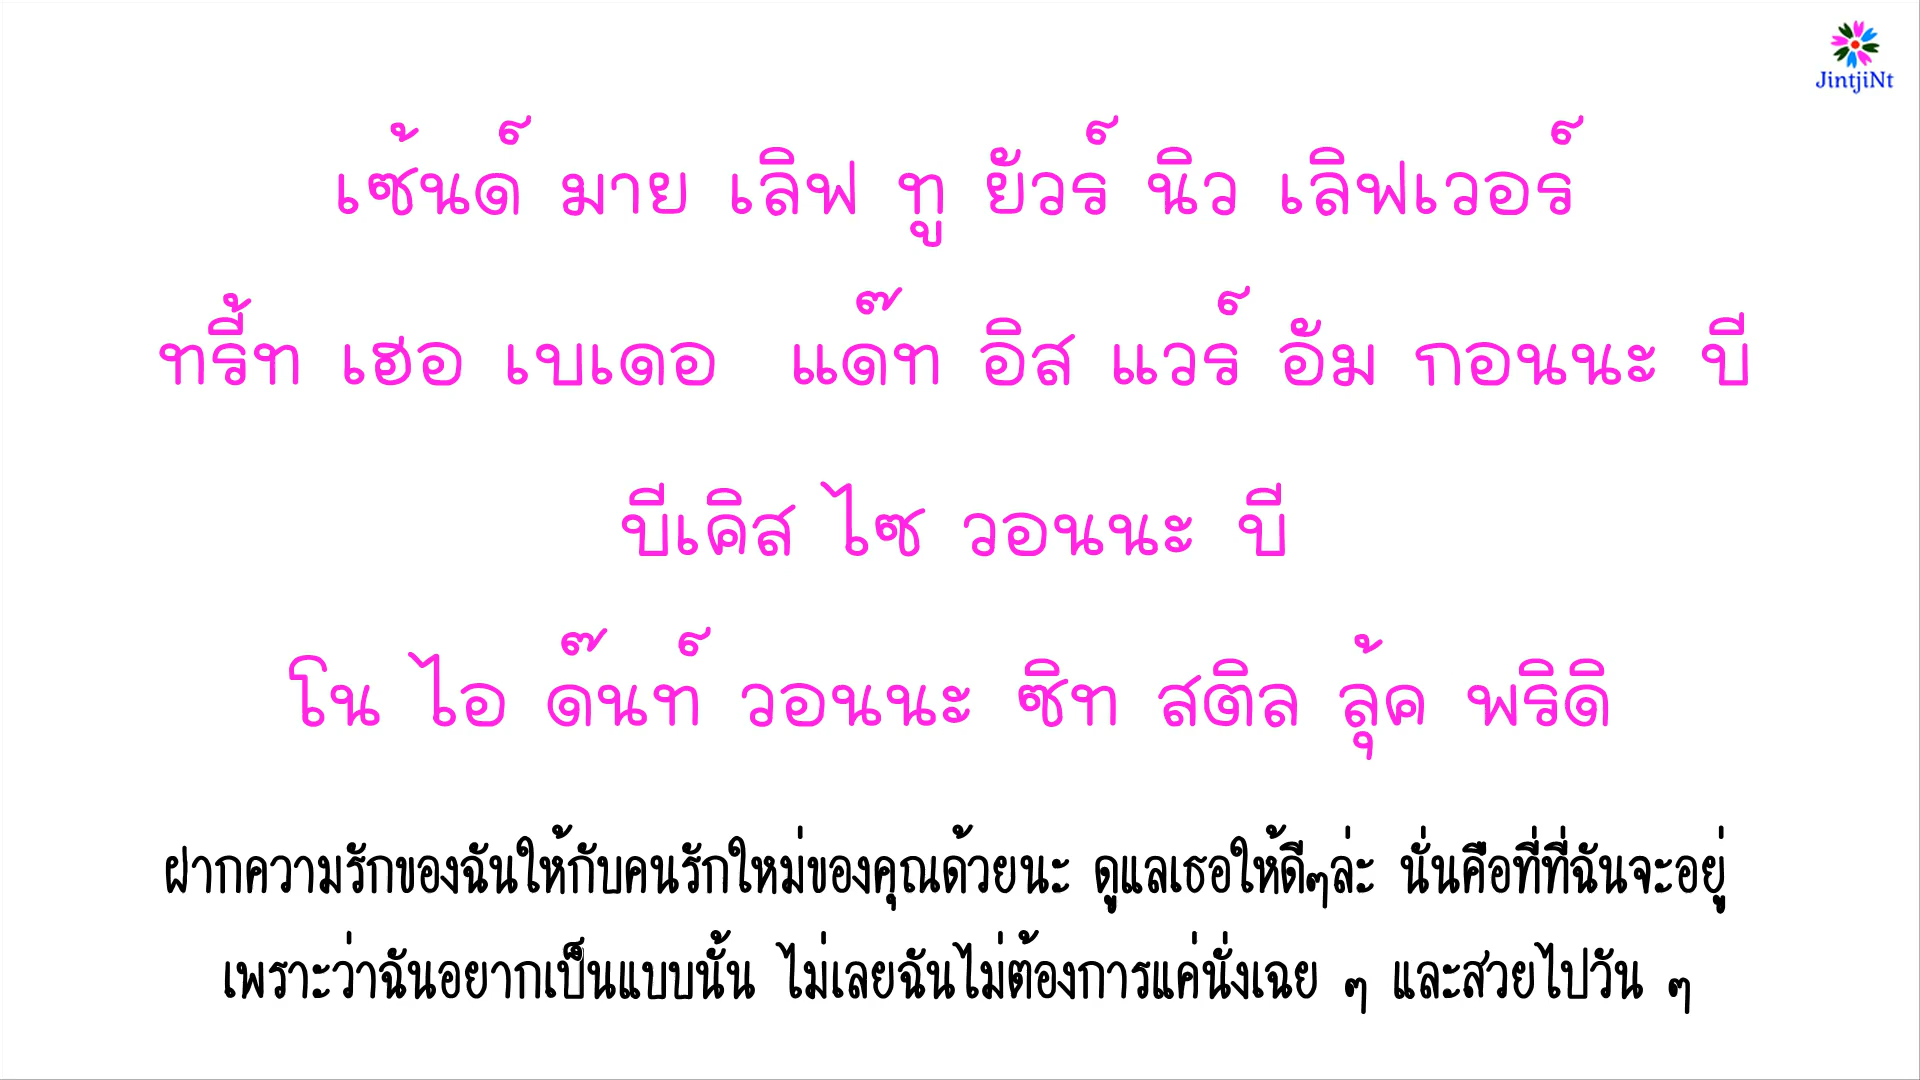 JintjiNt
เซ้นด์ มาย เลิฟ ทู ยัวร์ นิว เลิฟเวอร์
ทรี้ท เฮอ เบเดอ แด๊ท อิส แวร์ อัม กอนนะ บี
บีเคิส ไซ วอนนะ บี
โน ไอ ด๊นท์ วอนนะ ซิท สติล ลุ้ค พริดิ
ฝากความรักของฉันให้กับคนรักใหม่ของคุณด้วยนะ ดูแลเธอให้ดีๆล่ะ นั่นคือที่ที่ฉันจะอยู่
เพราะว่าฉันอยากเป็นแบบนั้น ไม่เลยฉันไม่ต้องการแค่นั่งเฉย ๆ และสวยไปวัน ๆ